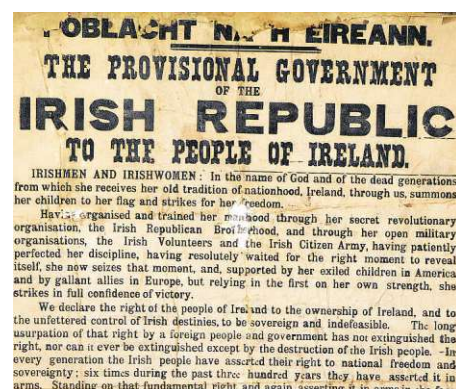 POBLACHT NA H EIREANN.
THE PROVISIONAL GOVERNMENT
OF THE
IRISH REPUBLIC
TO THE PEOPLE OF IRELAND.
IRISHMEN AND IRISHWOMEN: In the name of God and of the dead generations
from which she receives her old tradition of nationhood, Ireland, through us, summons
her children to her flag and strikes for her freedom.
Having organised and trained her manhood through her secret revolutionary
organisation, the Irish Republican Brotherhood, and through her open military
organisations, the Irish Volunteers and the Irish Citizen Army, having patiently
perfected her discipline, having resolutely waited for the right moment to reveal
itself, she now seizes that moment, and, supported by her exiled children in America
and by gallant allies in Europe, but relying in the first on her own strength, she
strikes in full confidence of victory.
We declare the right of the people of Ireland to the ownership of Ireland, and to
the unfettered control of Irish destinies, to be sovereign and indefeasible. The long
usurpation of that right by a foreign people and government has not extinguished the
right, nor can it ever be extinguished except by the destruction of the Irish people. In
every generation the Irish people have asserted their right to national freedom and
sovereignty; six times during the past three hundred years they have asserted it in
arms. Standing on that fundamental right and again asserting it in arms